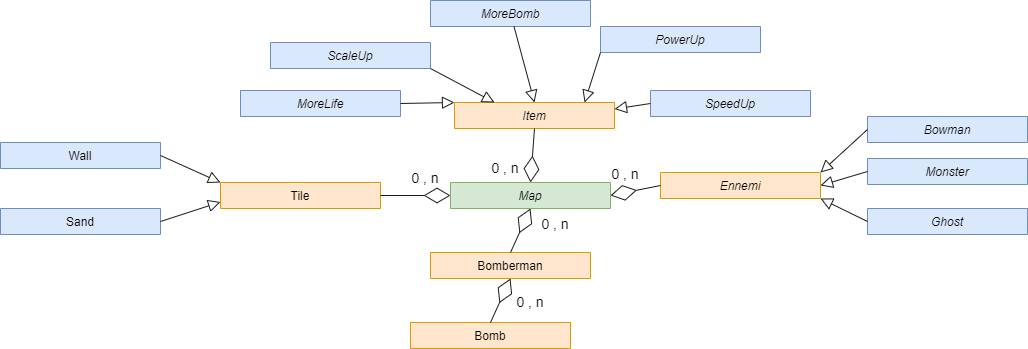 MoreBomb
PowerUp
ScaleUp
MoreLife
SpeedUp
Item
Bowman
Wall
Monster
0 , n
0 , n
0 , n
Ennemi
Tile
Map
Sand
Ghost
0 , n
Bomberman
0 , n
Bomb